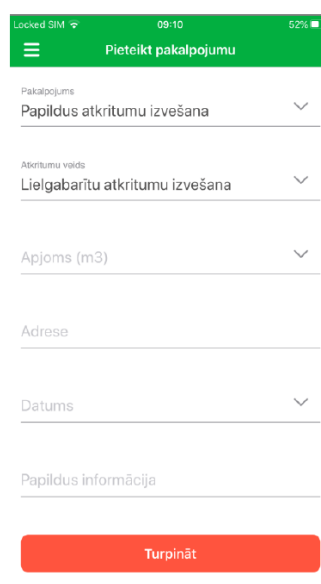 Locked SIM 09:10 52%
Pieteikt pakalpojumu
Pakalpojums
Papildus atkritumu izvešana
Atkritumu veids
Lielgabarītu atkritumu izvešana
Apjoms (m3)
Adrese
Datums
Papildus informācija
Turpināt